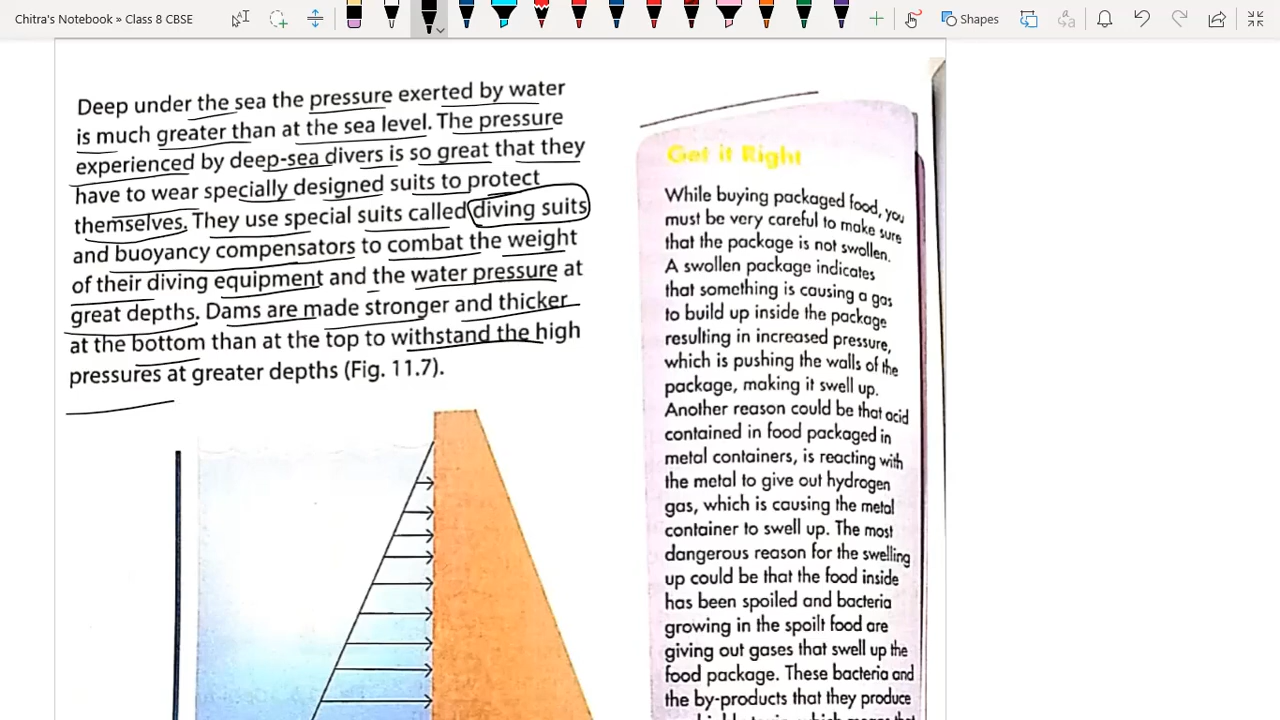 Chitra's Notebook » Class 8 CBSE
Shapes
Deep under the sea the pressure exerted by water
is much greater than at the sea level. The pressure
experienced by deep-sea divers is so great that they
have to wear specially designed suits to protect
themselves. They use special suits called diving suits
and buoyancy compensators to combat the weight
of their diving equipment and the water pressure at
great depths. Dams are made stronger and thicker
at the bottom than at the top to withstand the high
pressures at greater depths (Fig. 11.7).
Get it Right
While buying packaged food, you
must be very careful to make sure
that the package is not swollen.
A swollen package indicates
that something is causing a gas
to build up inside the package
resulting in increased pressure,
which is pushing the walls of the
package, making it swell up.
Another reason could be that acid
contained in food packaged in
metal containers, is reacting with
the metal to give out hydrogen
gas, which is causing the metal
container to swell up. The most
dangerous reason for the swelling
up could be that the food inside
has been spoiled and bacteria
growing in the spoilt food are
giving out gases that swell up the
food package. These bacteria and
the by-products that they produce